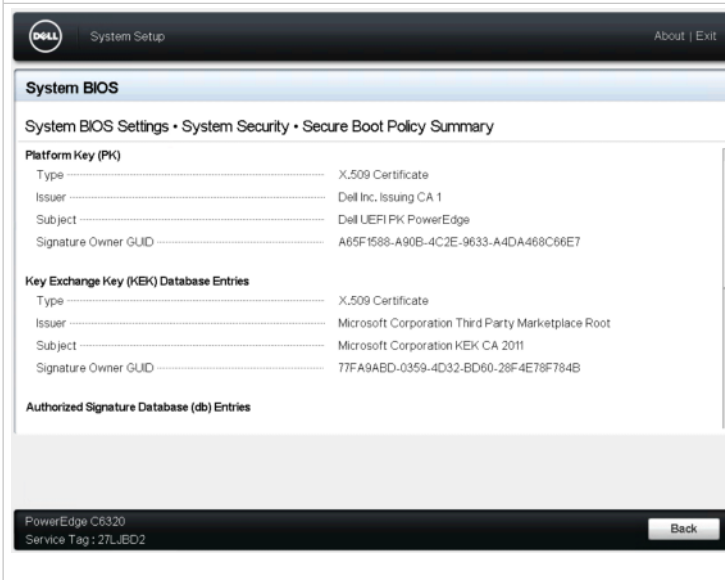 DELL
System Setup
About | Exit
System BIOS
System BIOS Settings • System Security • Secure Boot Policy Summary
Platform Key (PK)
Type X.509 Certificate
Issuer Dell Inc. Issuing CA 1
Subject Dell UEFI PK PowerEdge
Signature Owner GUID A65F1588-A90B-4C2E-9633-A4DA468C66E7
Key Exchange Key (KEK) Database Entries
Type X.509 Certificate
Issuer Microsoft Corporation Third Party Marketplace Root
Subject Microsoft Corporation KEK CA 2011
Signature Owner GUID 77FA9ABD-0359-4D32-BD60-28F4E78F784B
Authorized Signature Database (db) Entries
PowerEdge C6320
Service Tag : 27LJBD2
Back